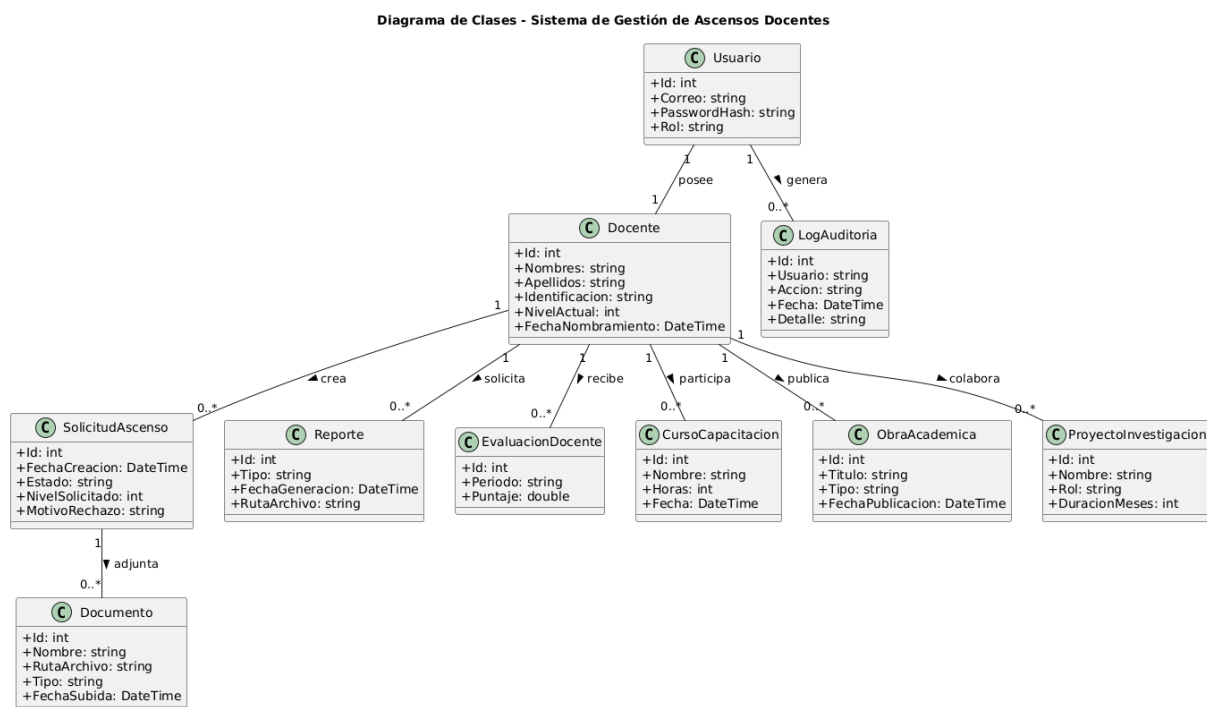 Diagrama de Clases - Sistema de Gestión de Ascensos Docentes
C Usuario
+Id: int
+Correo: string
+PasswordHash: string
+Rol: string
1
posee
1
1
genera
0..*
C Docente
+Id: int
+Nombres: string
+Apellidos: string
+Identificacion: string
+NivelActual: int
+FechaNombramiento: DateTime
C LogAuditoria
+Id: int
+Usuario: string
+Accion: string
+Fecha: DateTime
+Detalle: string
1
crea
0..*
1
solicita
0..*
1
recibe
0..*
1
participa
0..*
1
publica
0..*
1
colabora
0..*
C SolicitudAscenso
+Id: int
+FechaCreacion: DateTime
+Estado: string
+NivelSolicitado: int
+MotivoRechazo: string
C Reporte
+Id: int
+Tipo: string
+FechaGeneracion: DateTime
+RutaArchivo: string
C EvaluacionDocente
+Id: int
+Periodo: string
+Puntaje: double
C CursoCapacitacion
+Id: int
+Nombre: string
+Horas: int
+Fecha: DateTime
C ObraAcademica
+Id: int
+Titulo: string
+Tipo: string
+FechaPublicacion: DateTime
C ProyectoInvestigacion
+Id: int
+Nombre: string
+Rol: string
+DuracionMeses: int
1
adjunta
0..*
C Documento
+Id: int
+Nombre: string
+RutaArchivo: string
+Tipo: string
+FechaSubida: DateTime